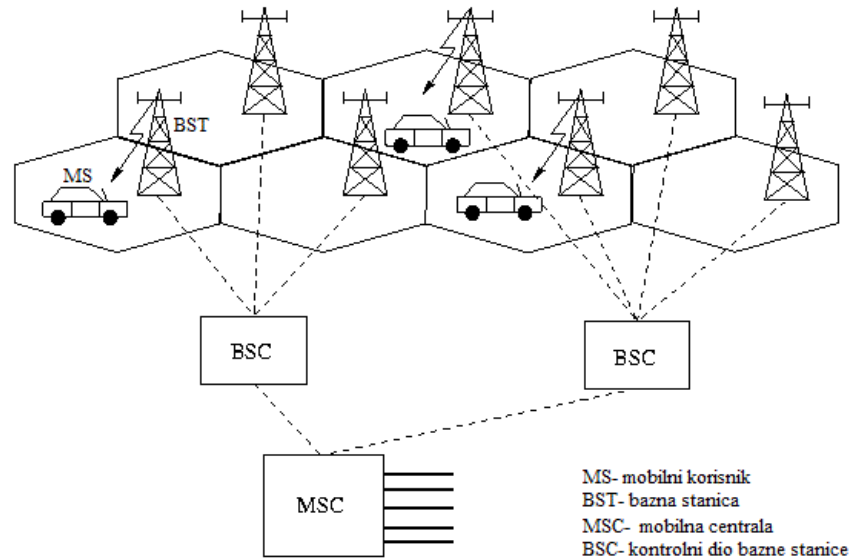 BST
MS
BSC
BSC
MSC
MS- mobilni korisnik
BST- bazna stanica
MSC- mobilna centrala
BSC- kontrolni dio bazne stanice